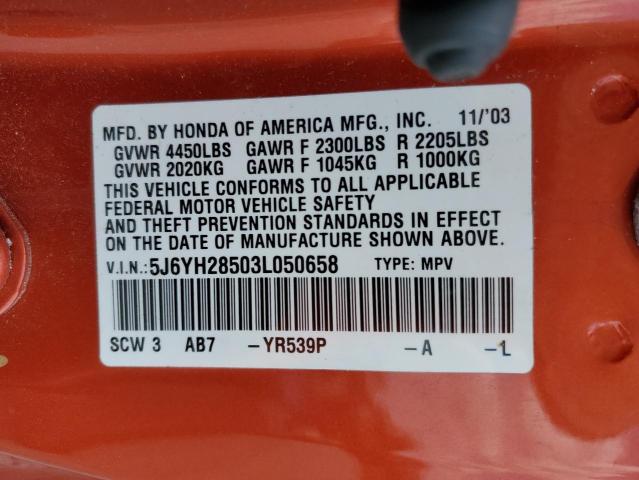 MFD. BY HONDA OF AMERICA MFG., INC. 11/'03
GVWR 4450LBS GAWR F 2300LBS R 2205LBS
GVWR 2020KG GAWR F 1045KG R 1000KG
THIS VEHICLE CONFORMS TO ALL APPLICABLE
FEDERAL MOTOR VEHICLE SAFETY
AND THEFT PREVENTION STANDARDS IN EFFECT
ON THE DATE OF MANUFACTURE SHOWN ABOVE.
V.I.N.:5J6YH28503L050658 TYPE: MPV
SCW 3 AB7 -YR539P -A -L